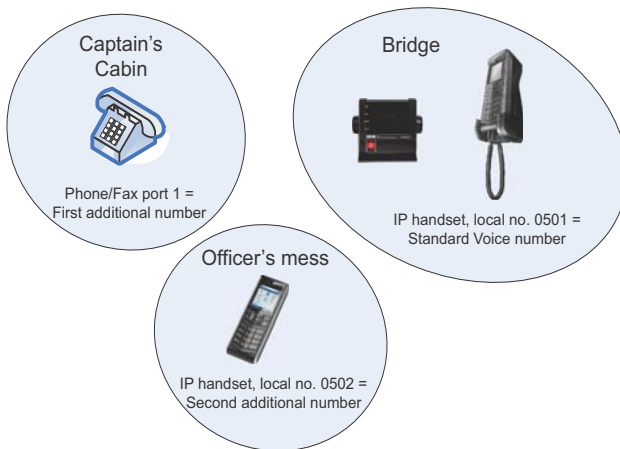 Captain's
Cabin
Phone/Fax port 1 =
First additional number
Bridge
IP handset, local no. 0501 =
Standard Voice number
Officer's mess
IP handset, local no. 0502 =
Second additional number